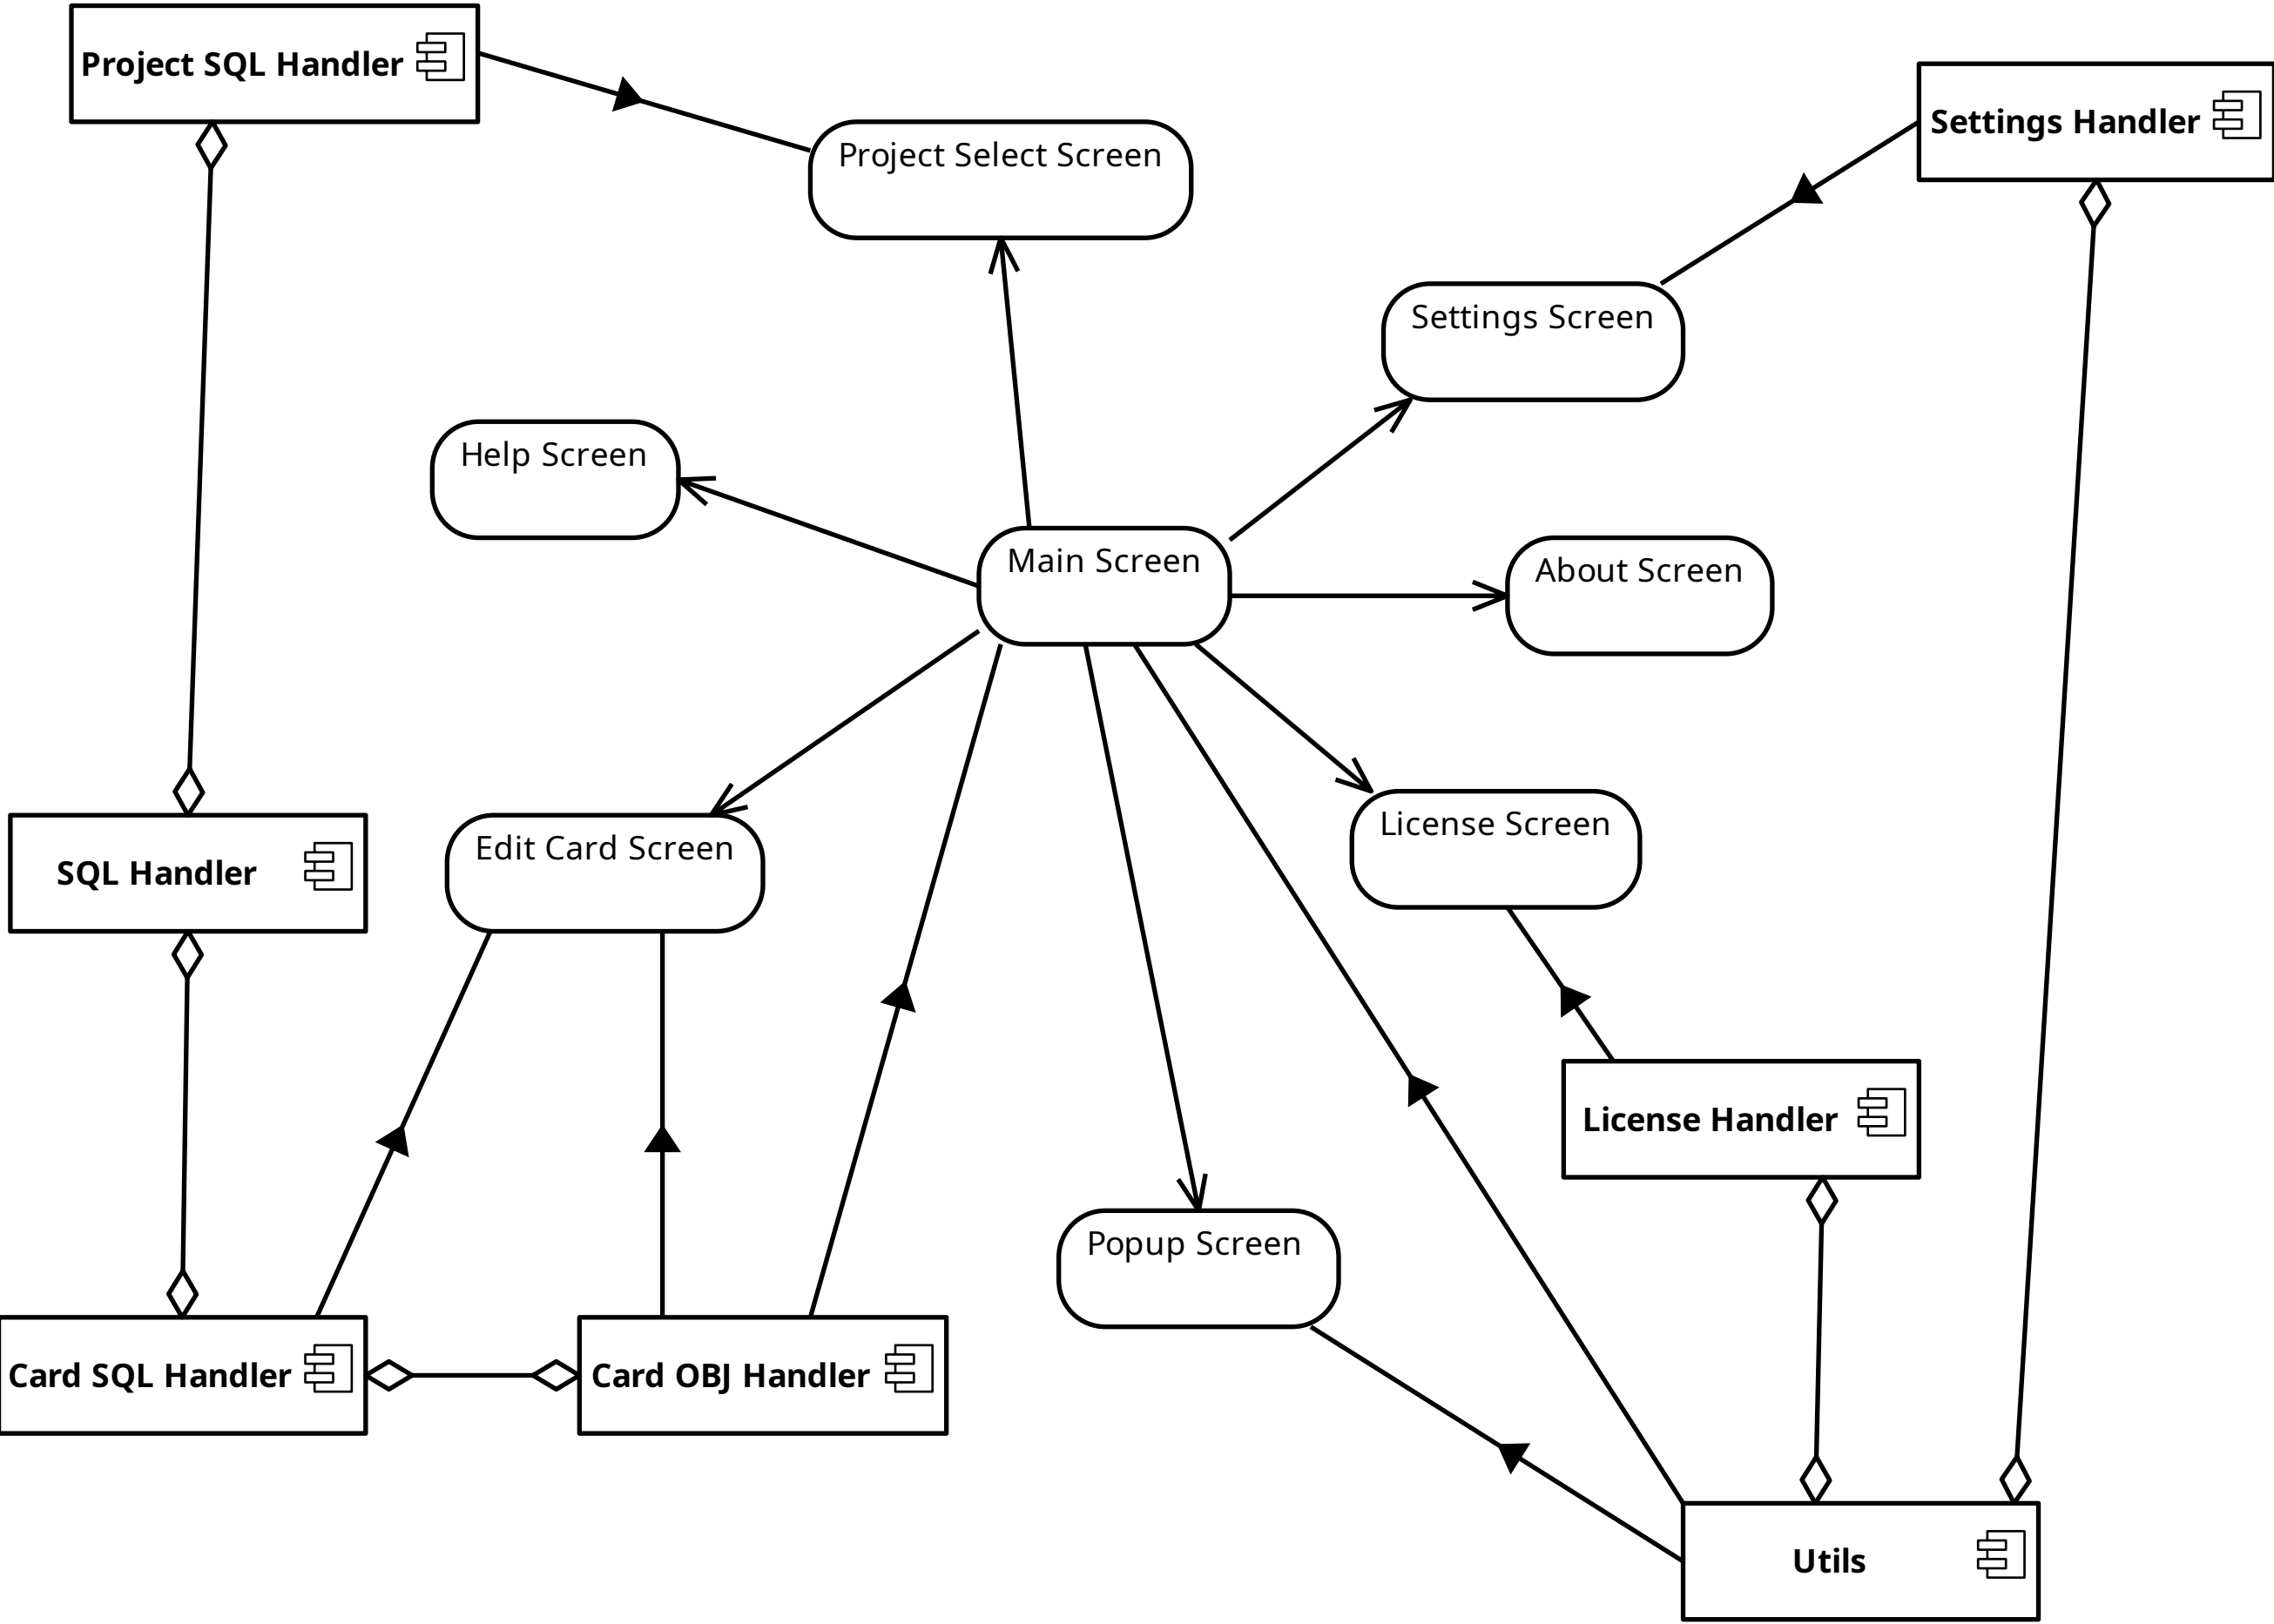 Project SQL Handler
Settings Handler
Project Select Screen
Settings Screen
Help Screen
Main Screen
About Screen
SQL Handler
Edit Card Screen
License Screen
License Handler
Popup Screen
Card SQL Handler
Card OBJ Handler
Utils